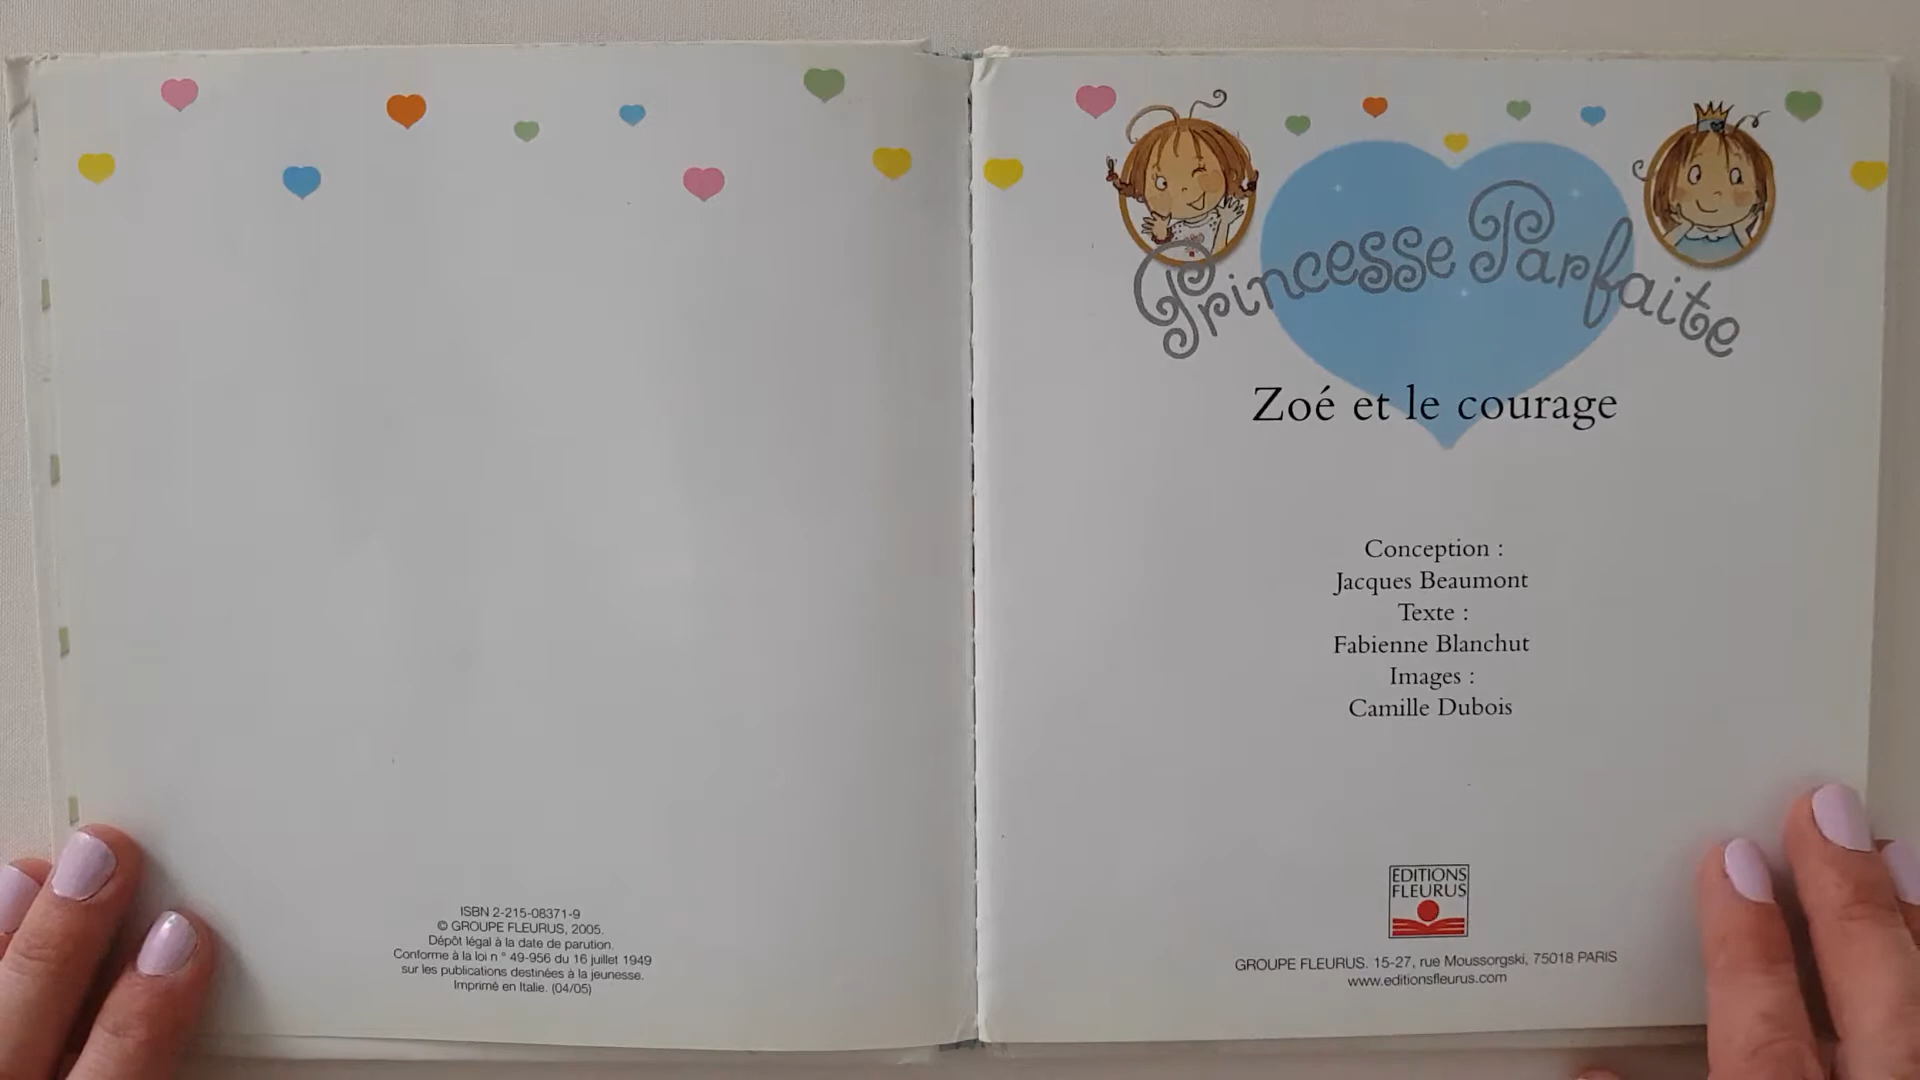 ISBN 2-215-08371-9
© GROUPE FLEURUS, 2005.
Dépôt légal à la date de parution.
Conforme à la loi n ° 49-956 du 16 juillet 1949
sur les publications destinées à la jeunesse.
Imprimé en Italie. (04/05)
Princesse Parfaite
Zoé et le courage
Conception :
Jacques Beaumont
Texte :
Fabienne Blanchut
Images :
Camille Dubois
EDITIONS
FLEURUS
GROUPE FLEURUS. 15-27, rue Moussorgski, 75018 PARIS
www.editionsfleurus.com